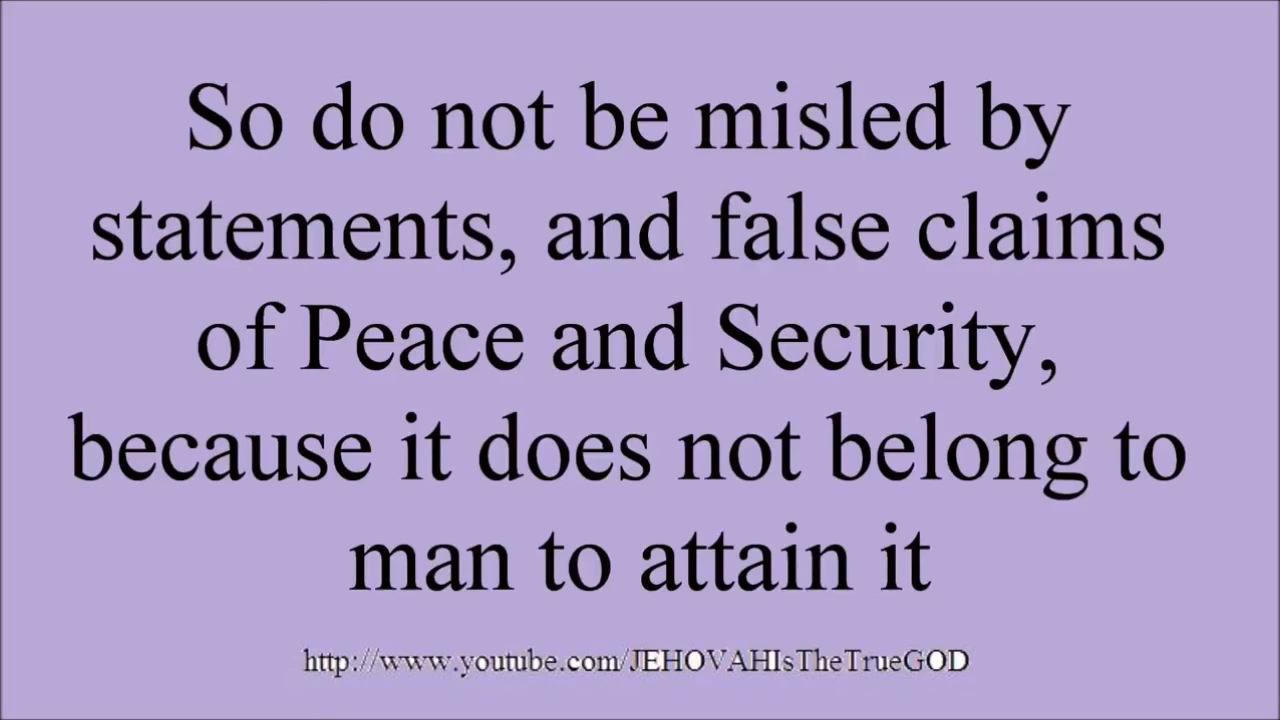 So do not be misled by
statements, and false claims
of Peace and Security,
because it does not belong to
man to attain it
http://www.youtube.com/JEHOVAHIsTheTrueGOD